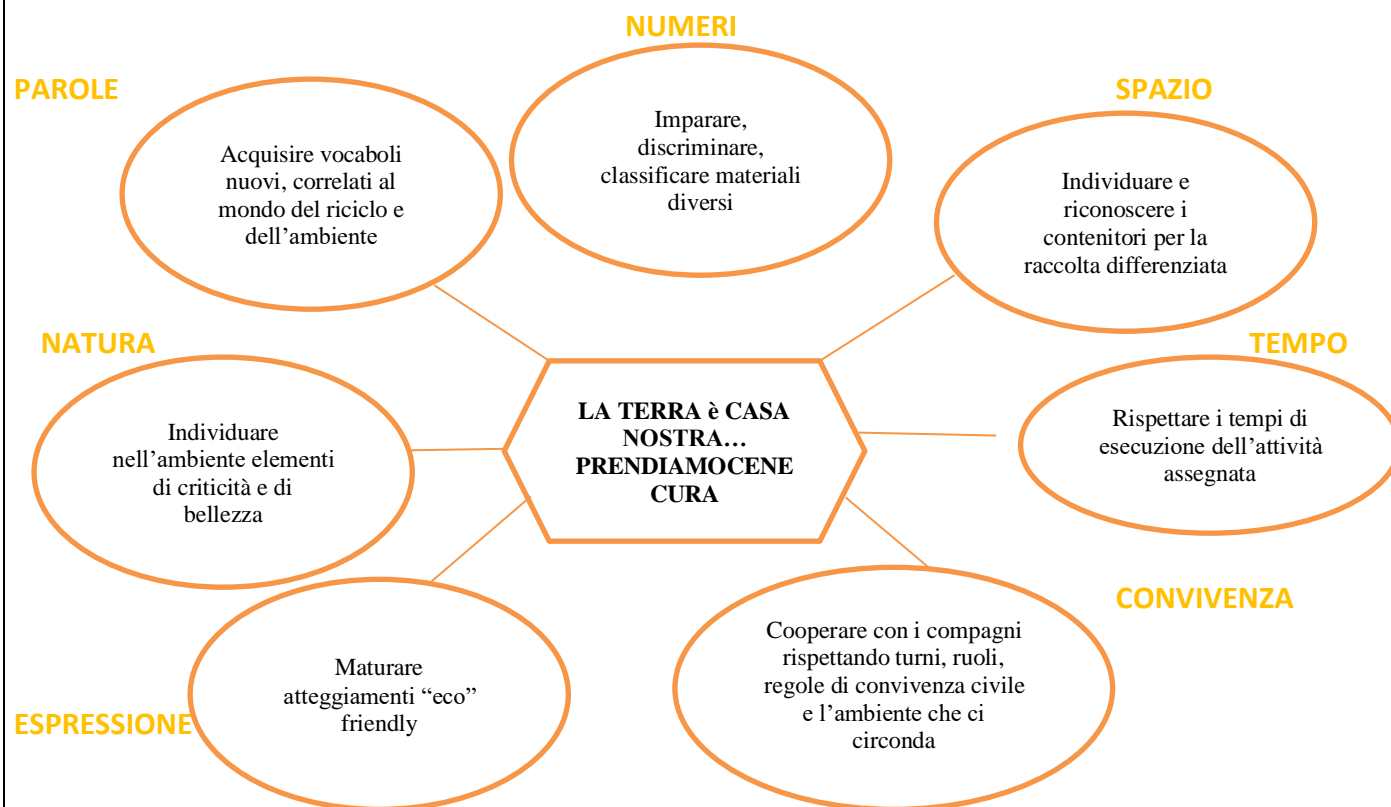 NUMERI
PAROLE
SPAZIO
Imparare,
discriminare,
classificare materiali
diversi
Acquisire vocaboli
nuovi, correlati al
mondo del riciclo e
dell’ambiente
Individuare e
riconoscere i
contenitori per la
raccolta differenziata
NATURA
TEMPO
LA TERRA è CASA
NOSTRA…
PRENDIAMOCENE
CURA
Individuare
nell’ambiente elementi
di criticità e di
bellezza
Rispettare i tempi di
esecuzione dell’attività
assegnata
CONVIVENZA
Cooperare con i compagni
rispettando turni, ruoli,
regole di convivenza civile
e l’ambiente che ci
circonda
Maturare
atteggiamenti “eco”
friendly
ESPRESSIONE